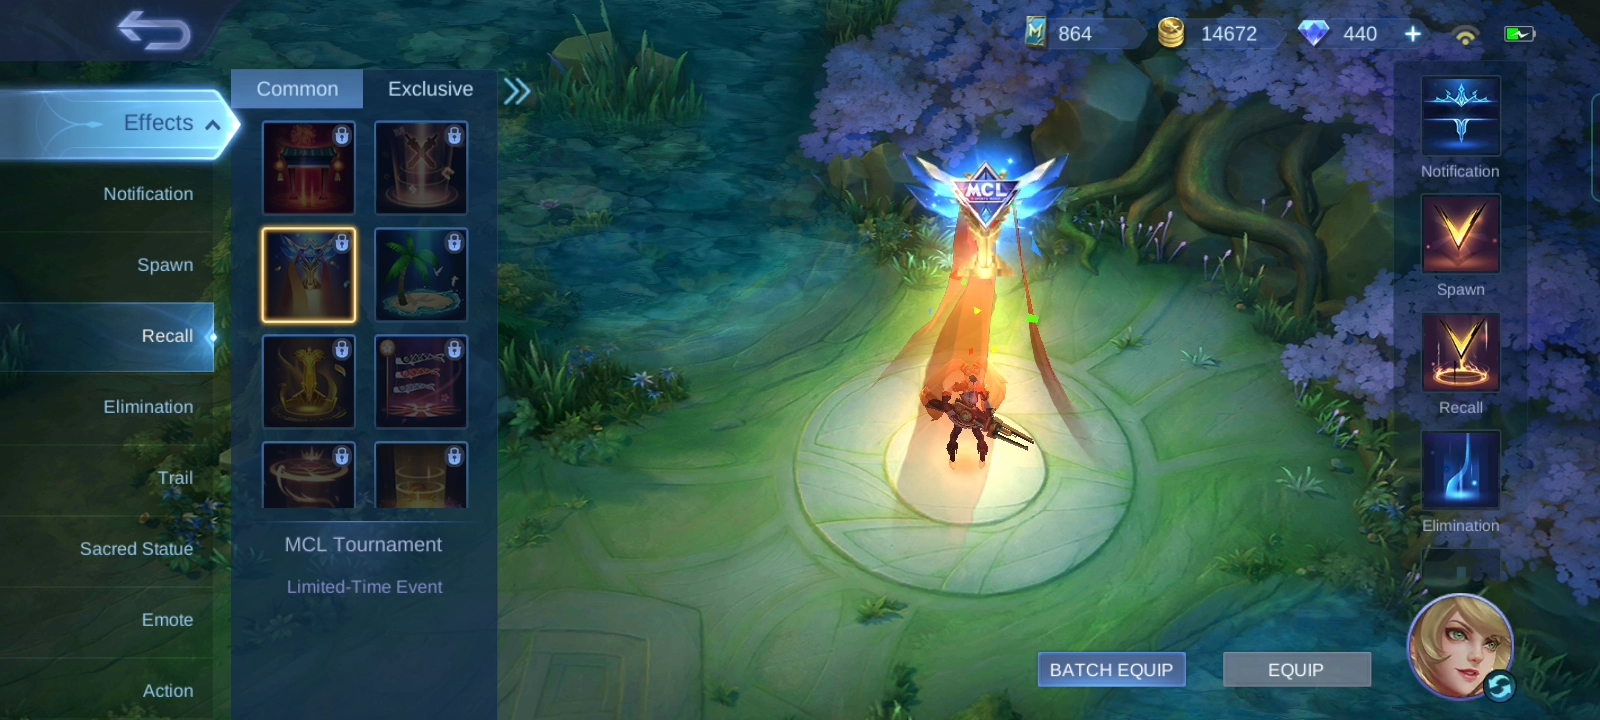 864
14672
440
Common
Exclusive
Effects
Notification
Spawn
Recall
Elimination
Trail
Sacred Statue
Emote
Action
MCL Tournament
Limited-Time Event
MCL
Notification
Spawn
Recall
Elimination
BATCH EQUIP
EQUIP